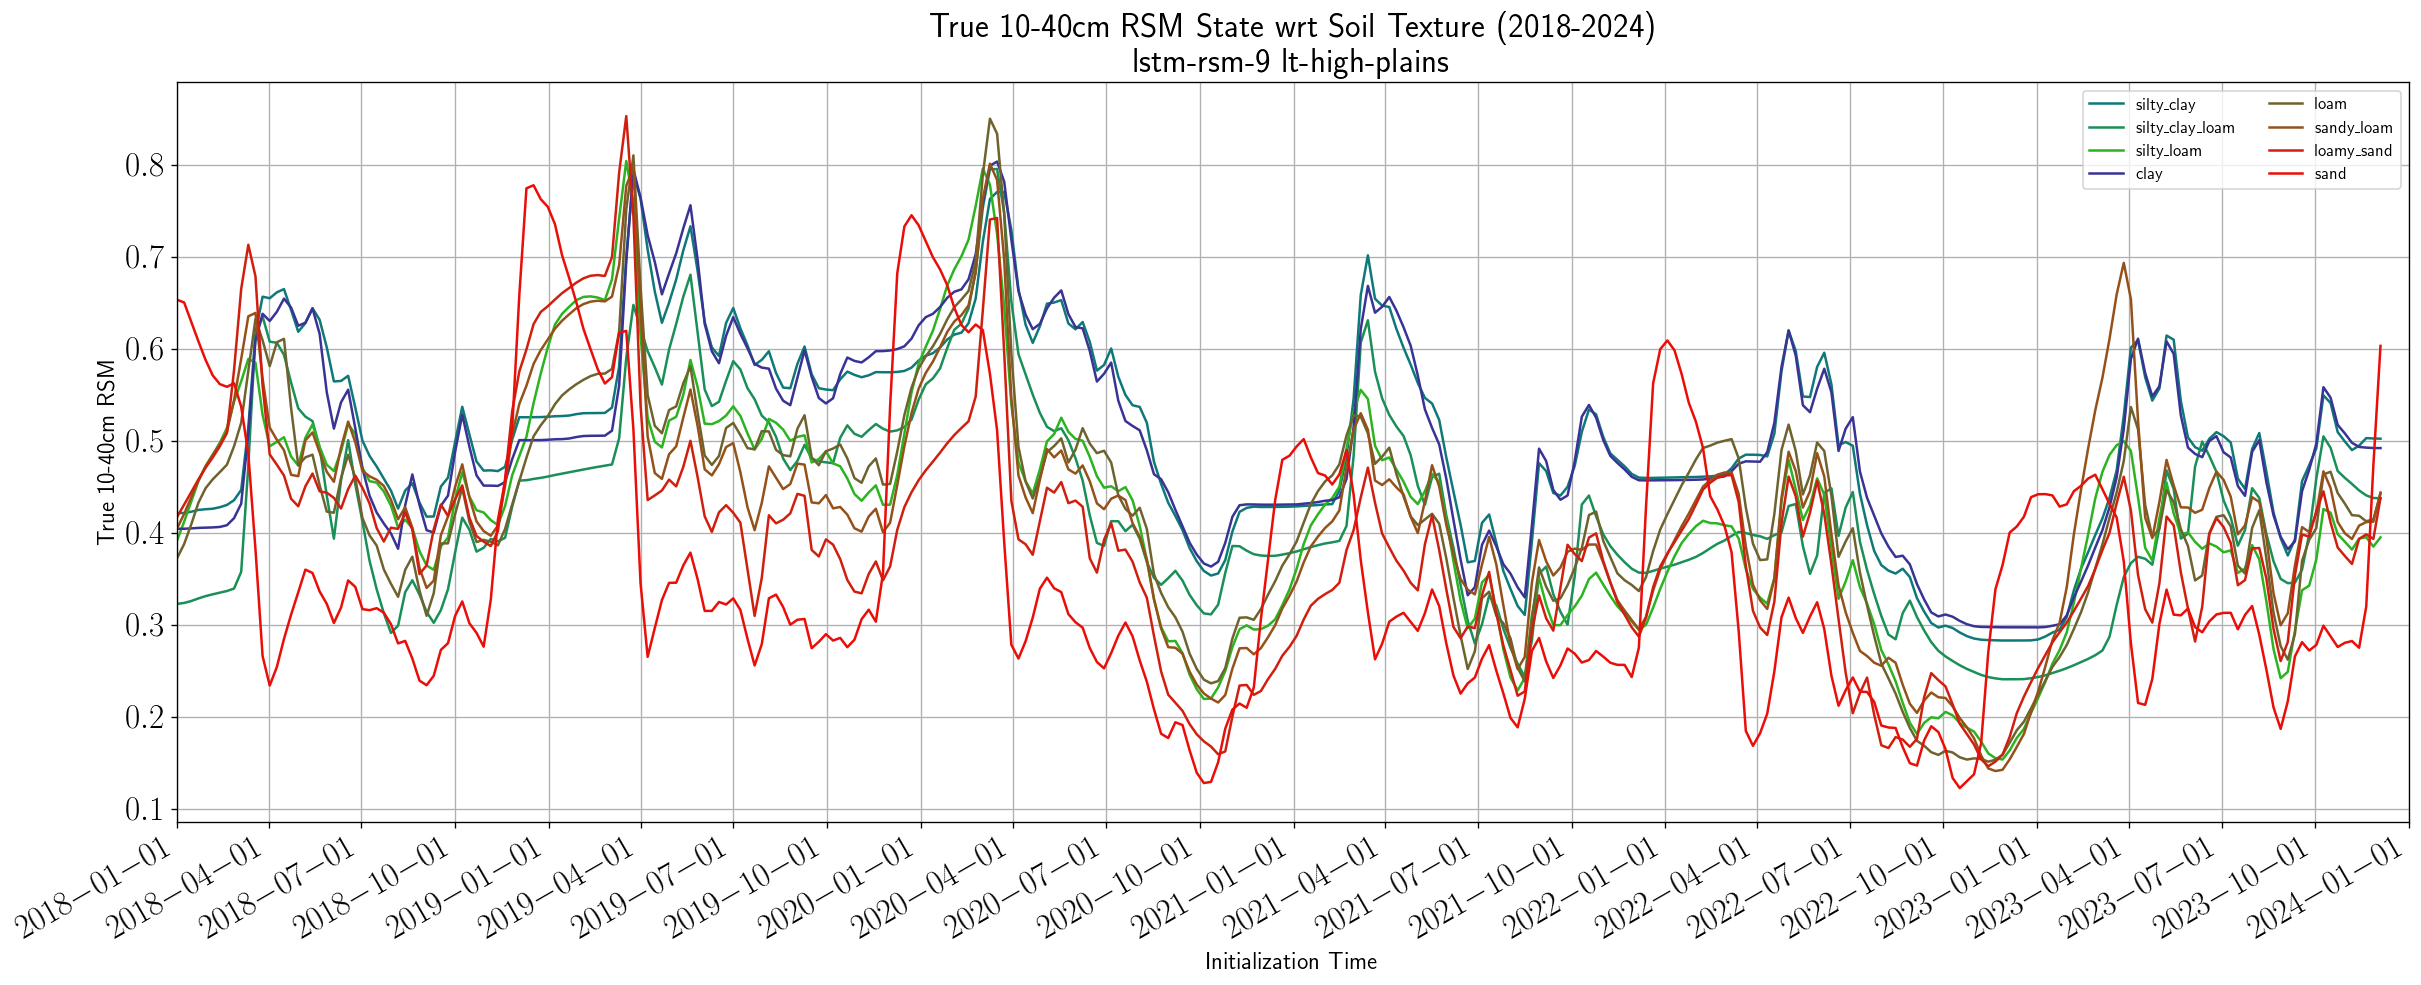 True 10-40cm RSM State wrt Soil Texture (2018-2024)
lstm-rsm-9 lt-high-plains
True 10-40cm RSM
0.8
0.7
0.6
0.5
0.4
0.3
0.2
0.1
silty_clay
silty_clay_loam
silty_loam
clay
loam
sandy_loam
loamy_sand
sand
2018-01-01
2018-04-01
2018-07-01
2018-10-01
2019-01-01
2019-04-01
2019-07-01
2019-10-01
2020-01-01
2020-04-01
2020-07-01
2020-10-01
2021-01-01
2021-04-01
2021-07-01
2021-10-01
2022-01-01
2022-04-01
2022-07-01
2022-10-01
2023-01-01
2023-04-01
2023-07-01
2023-10-01
2024-01-01
Initialization Time